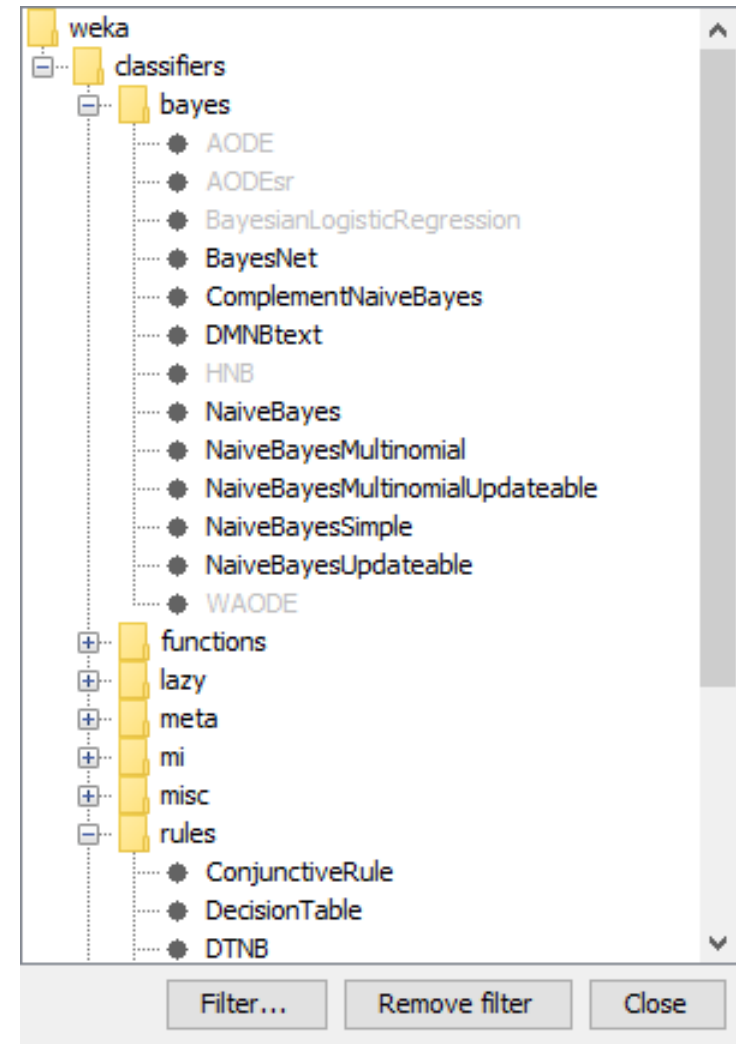 weka
classifiers
bayes
AODE
AODEsr
BayesianLogisticRegression
BayesNet
ComplementNaiveBayes
DMNBtext
HNB
NaiveBayes
NaiveBayesMultinomial
NaiveBayesMultinomialUpdateable
NaiveBayesSimple
NaiveBayesUpdateable
WAODE
functions
lazy
meta
mi
misc
rules
ConjunctiveRule
DecisionTable
DTNB
Filter... Remove filter Close